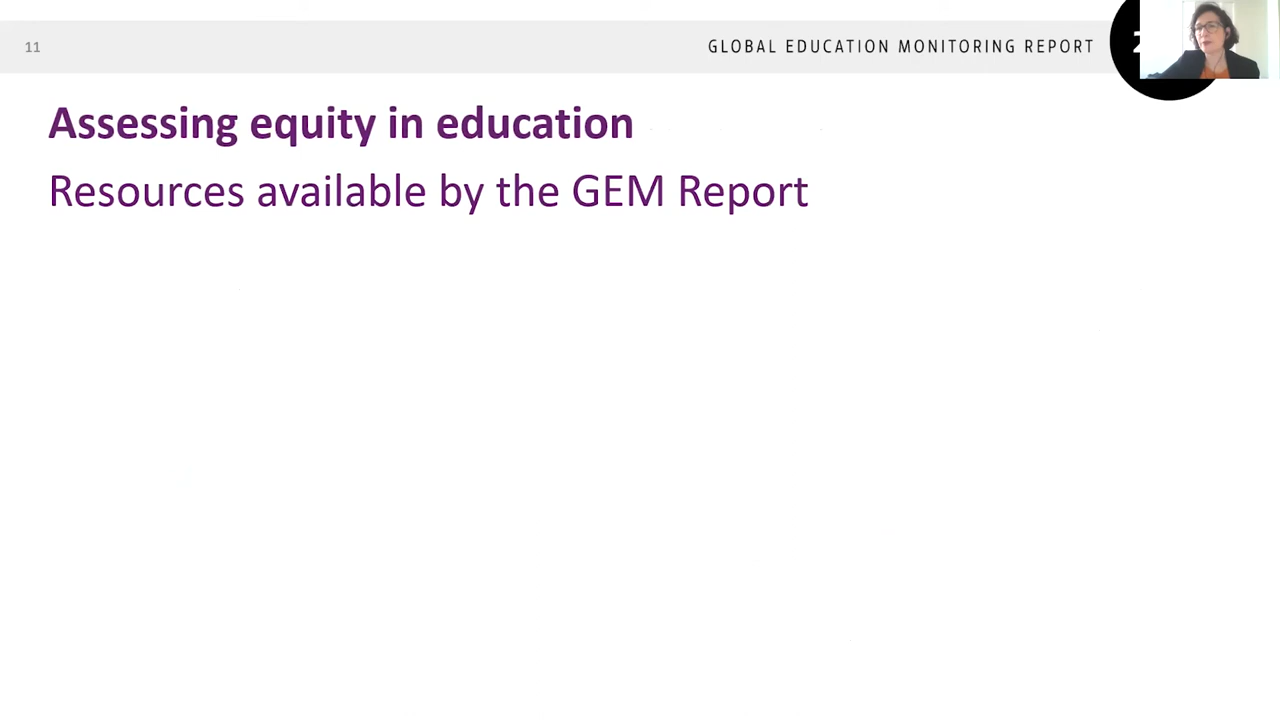 11
GLOBAL EDUCATION MONITORING REPORT
Assessing equity in education
Resources available by the GEM Report